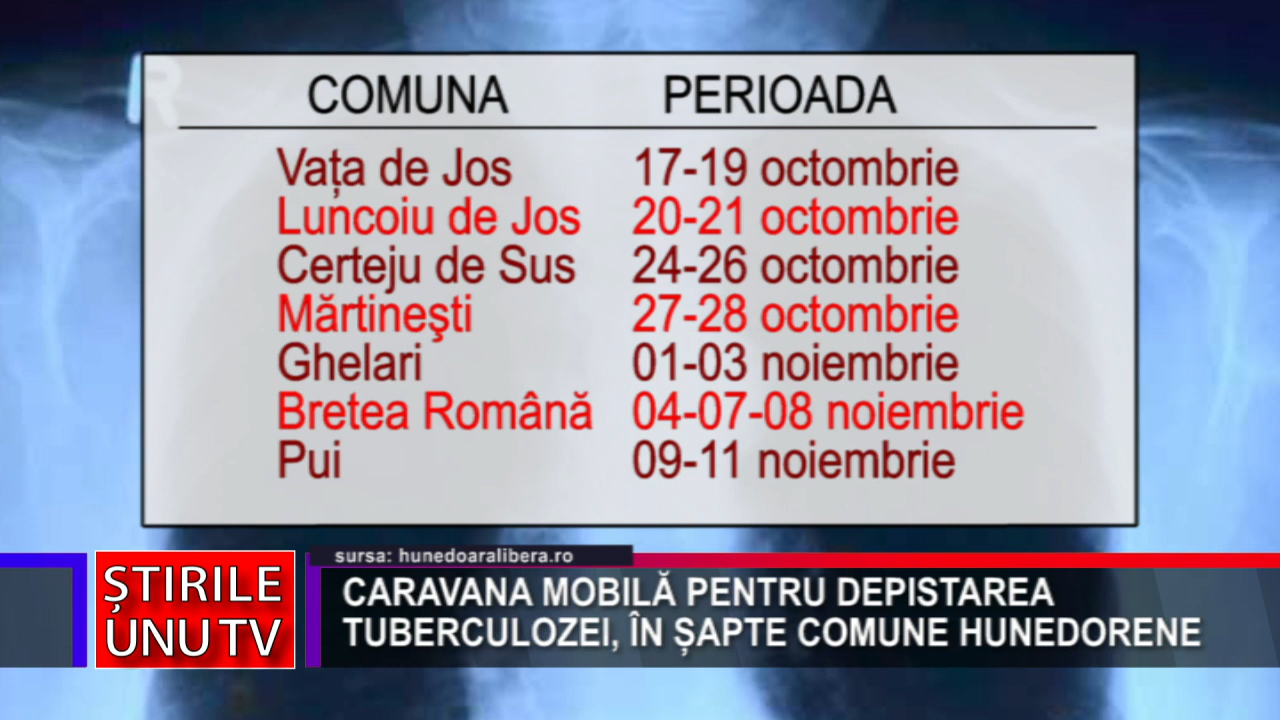 R
COMUNA PERIOADA
Vața de Jos 17-19 octombrie
Luncoiu de Jos 20-21 octombrie
Certeju de Sus 24-26 octombrie
Mărtineşti 27-28 octombrie
Ghelari 01-03 noiembrie
Bretea Română 04-07-08 noiembrie
Pui 09-11 noiembrie
sursa: hunedoaralibera.ro
ȘTIRILE
UNU TV
CARAVANA MOBILĂ PENTRU DEPISTAREA
TUBERCULOZEI, ÎN ȘAPTE COMUNE HUNEDORENE